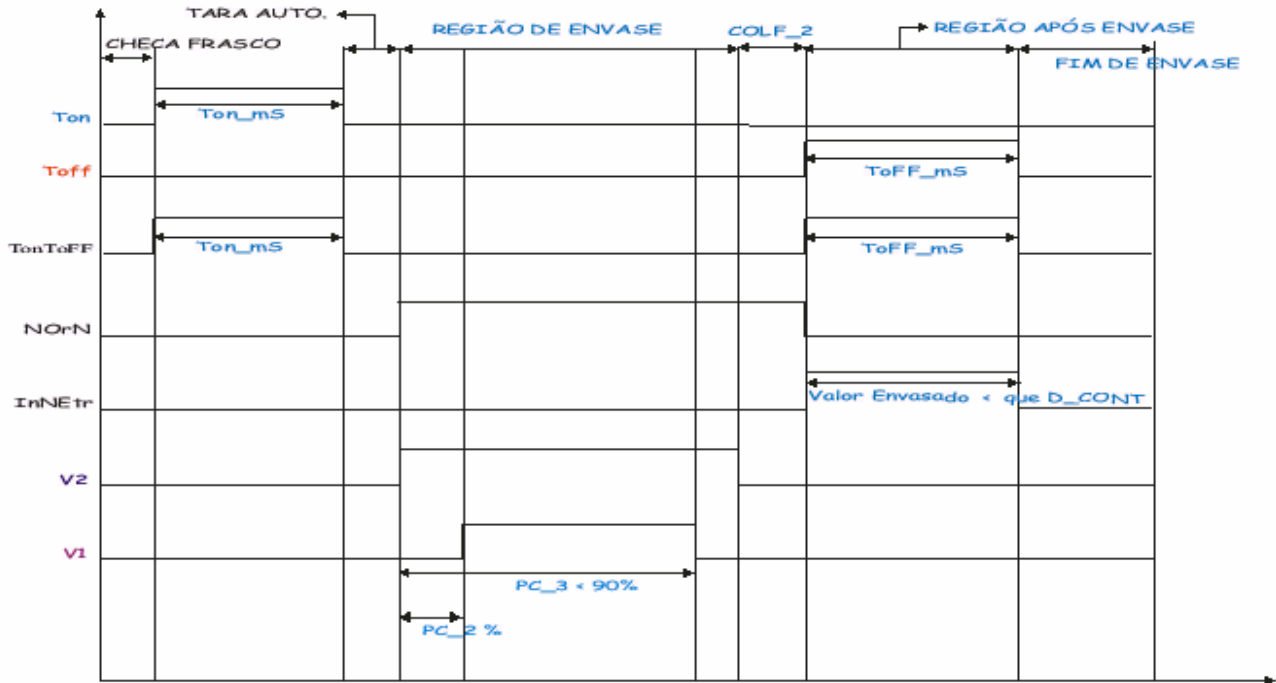 TARA AUTO.
CHECA FRASCO
REGIÃO DE ENVASE
COLF_2
REGIÃO APÓS ENVASE
FIM DE ENVASE
Ton
Ton_mS
Toff
ToFF_mS
TonToFF
Ton_mS
ToFF_mS
NOrN
InNEtr
Valor Envasado < que D_CONT
V2
V1
PC_3 < 90%
PC_2 %